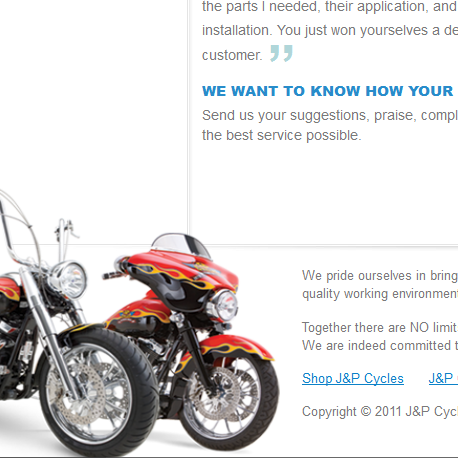 the parts I needed, their application, and
installation. You just won yourselves a de
customer. ”
WE WANT TO KNOW HOW YOUR
Send us your suggestions, praise, compl
the best service possible.
We pride ourselves in bring
quality working environment
Together there are NO limit
We are indeed committed t
Shop J&P Cycles J&P
Copyright © 2011 J&P Cycl